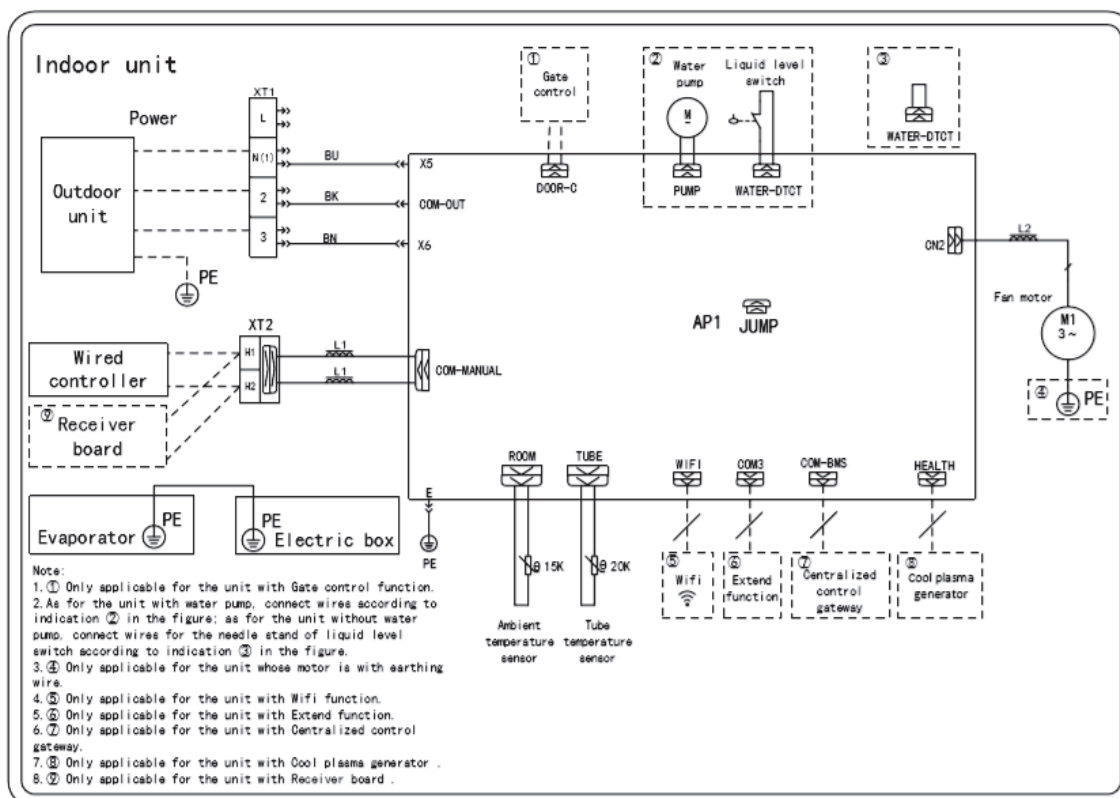 Indoor unit
XT1
L
N(1)
2
3
Power
Outdoor
unit
PE
BU
BK
BN
X5
COM-OUT
X6
①
Gate
control
DOOR-C
②
Water
pump
M
PUMP
Liquid level
switch
WATER-DTCT
③
WATER-DTCT
CN2
L2
Fan motor
M1
3~
④
PE
AP1
JUMP
XT2
H1
H2
L1
L1
COM-MANUAL
Wired
controller
⑨ Receiver
board
Evaporator
PE
PE
Electric box
E
PE
ROOM
TUBE
WIFI
COM3
COM-BMS
HEALTH
θ 15K
θ 20K
Ambient
temperature
sensor
Tube
temperature
sensor
⑤
Wifi
⑥
Extend
function
⑦
Centralized
control
gateway
⑧
Cool plasma
generator
Note:
1. ① Only applicable for the unit with Gate control function.
2. As for the unit with water pump, connect wires according to
indication ② in the figure; as for the unit without water
pump, connect wires for the needle stand of liquid level
switch according to indication ③ in the figure.
3. ④ Only applicable for the unit whose motor is with earthing
wire.
4. ⑤ Only applicable for the unit with Wifi function.
5. ⑥ Only applicable for the unit with Extend function.
6. ⑦ Only applicable for the unit with Centralized control
gateway.
7. ⑧ Only applicable for the unit with Cool plasma generator .
8. ⑨ Only applicable for the unit with Receiver board .